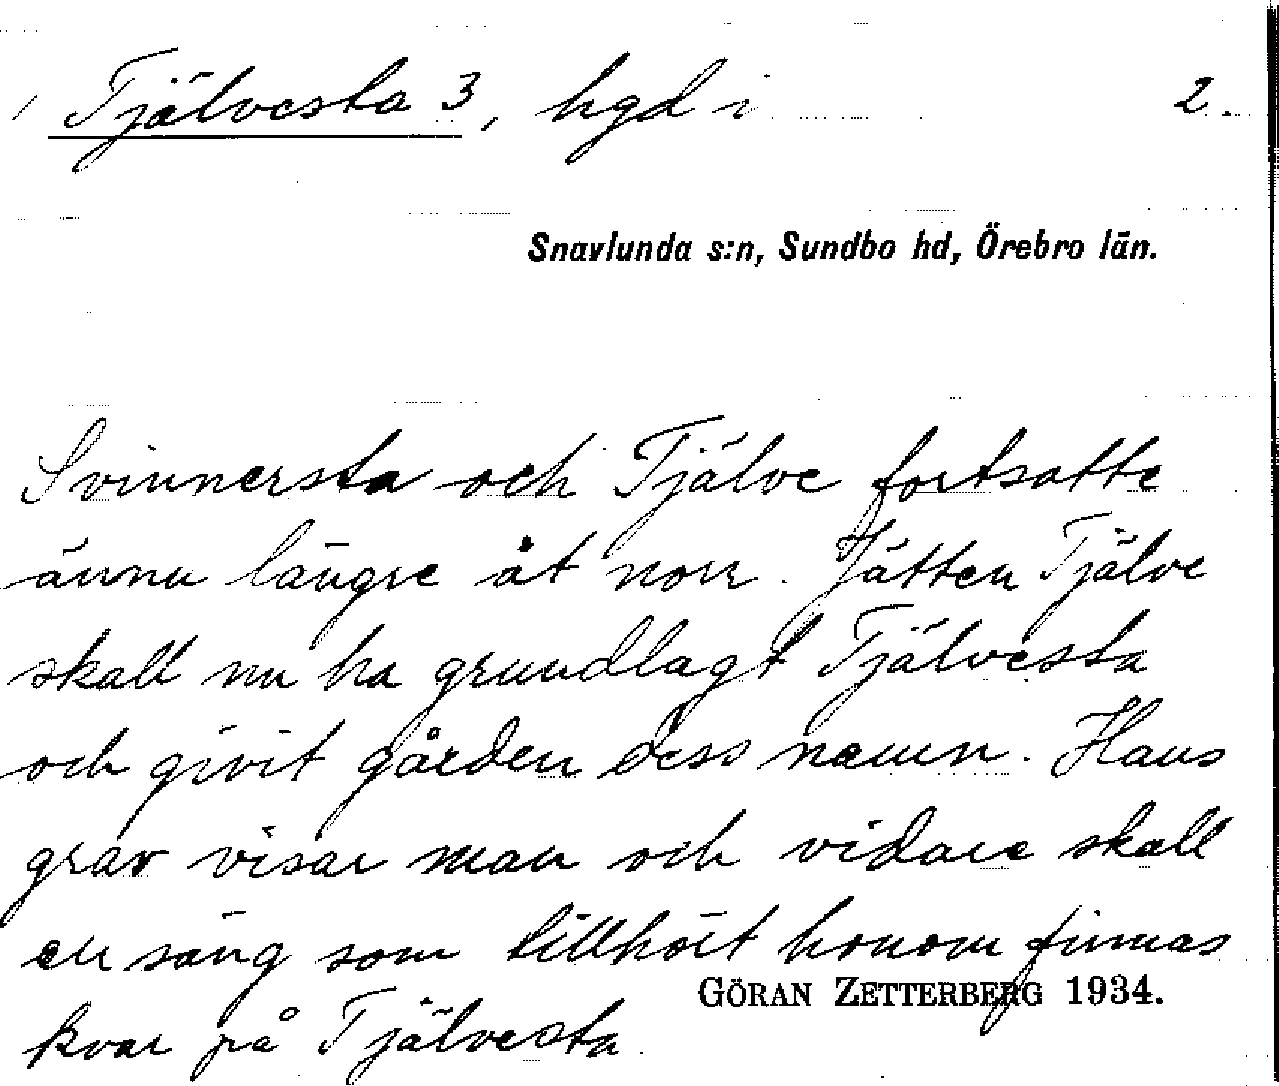 Tjälvesta 3, hgd i 2.
Snavlunda s:n, Sundbo hd, Örebro län.
Svinnersta och Tjälve fortsatte
ännu längre åt norr. Jätten Tjälve
skall nu ha grundlagt Tjälvesta
och givit gården dess namn. Hans
grav visar man och vidare skall
en säng som tillhört honom finnas
GÖRAN ZETTERBERG 1934.
kvar på Tjälvesta.